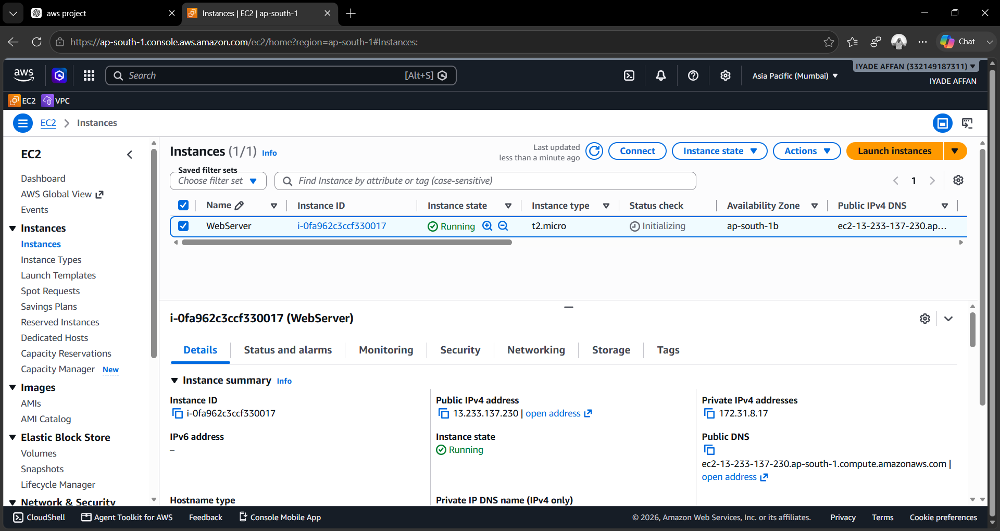 aws project
Instances | EC2 | ap-south-1
https://ap-south-1.console.aws.amazon.com/ec2/home?region=ap-south-1#Instances:
Chat
aws
Search
[Alt+S]
Asia Pacific (Mumbai)
IYADE AFFAN (332149187311)
IYADE AFFAN
EC2
VPC
EC2
Instances
EC2
Dashboard
AWS Global View
Events
Instances
Instances
Instance Types
Launch Templates
Spot Requests
Savings Plans
Reserved Instances
Dedicated Hosts
Capacity Reservations
Capacity Manager New
Images
AMIs
AMI Catalog
Elastic Block Store
Volumes
Snapshots
Lifecycle Manager
Network & Security
Instances (1/1) Info
Last updated
less than a minute ago
Connect
Instance state
Actions
Launch instances
Saved filter sets
Choose filter set
Find Instance by attribute or tag (case-sensitive)
1
Name Instance ID Instance state Instance type Status check Availability Zone Public IPv4 DNS
WebServer i-0fa962c3ccf330017 Running t2.micro Initializing ap-south-1b ec2-13-233-137-230.ap...
i-0fa962c3ccf330017 (WebServer)
Details Status and alarms Monitoring Security Networking Storage Tags
Instance summary Info
Instance ID
i-0fa962c3ccf330017
Public IPv4 address
13.233.137.230 | open address
Private IPv4 addresses
172.31.8.17
IPv6 address
–
Instance state
Running
Public DNS
ec2-13-233-137-230.ap-south-1.compute.amazonaws.com |
open address
Hostname type
Private IP DNS name (IPv4 only)
CloudShell
Agent Toolkit for AWS
Feedback
Console Mobile App
© 2026, Amazon Web Services, Inc. or its affiliates.
Privacy
Terms
Cookie preferences